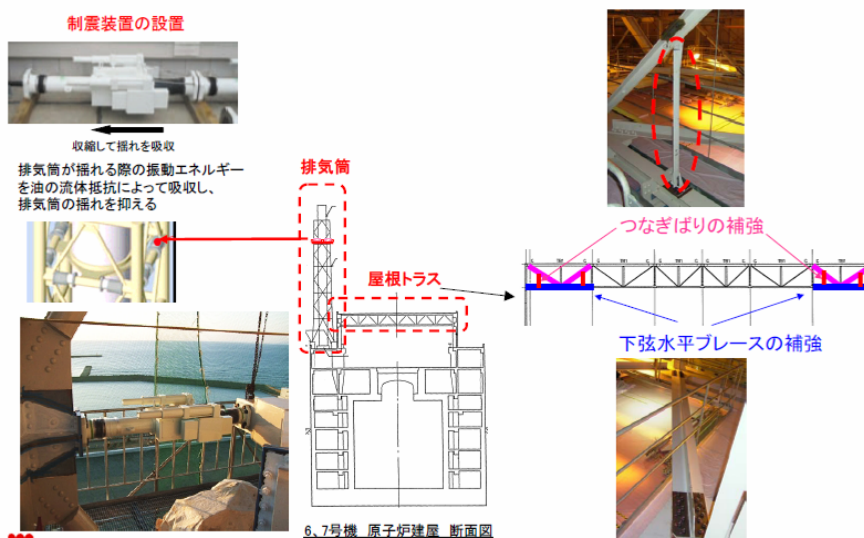 制震装置の設置
収縮して揺れを吸収
排気筒が揺れる際の振動エネルギー
を油の流体抵抗によって吸収し、
排気筒の揺れを抑える
排気筒
屋根トラス
つなぎばりの補強
下弦水平ブレースの補強
6、7号機 原子炉建屋 断面図